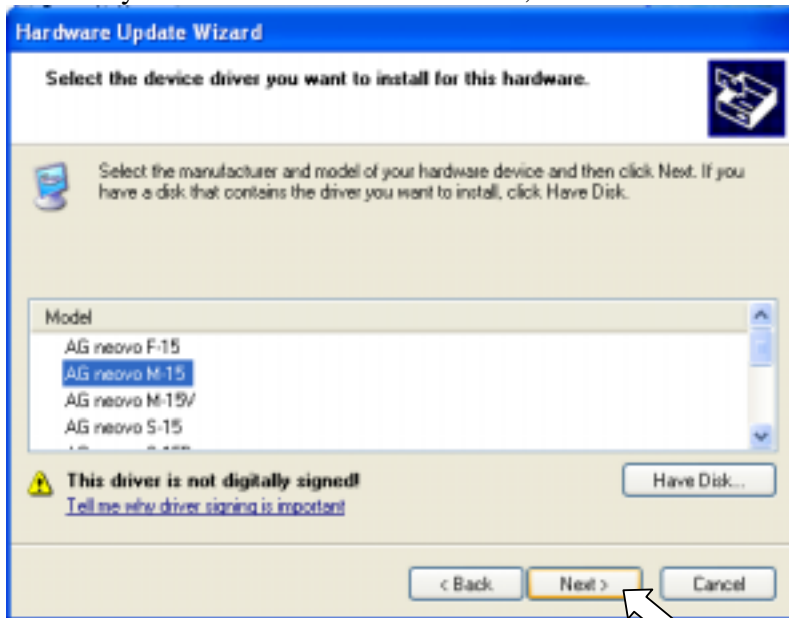 Hardware Update Wizard
Select the device driver you want to install for this hardware.
Select the manufacturer and model of your hardware device and then click Next. If you
have a disk that contains the driver you want to install, click Have Disk.
Model
AG neovo F-15
AG neovo M-15
AG neovo M-15V
AG neovo S-15
This driver is not digitally signed!
Have Disk...
Tell me why driver signing is important
< Back
Next >
Cancel